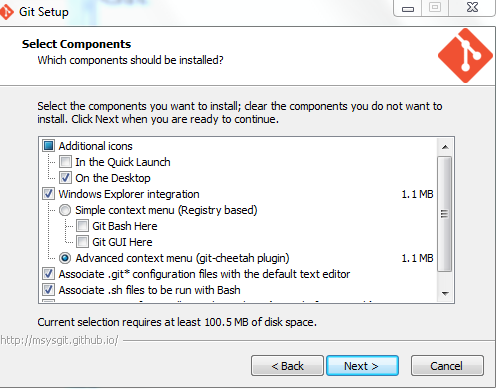 Git Setup
Select Components
Which components should be installed?
Select the components you want to install; clear the components you do not want to
install. Click Next when you are ready to continue.
Additional icons
In the Quick Launch
On the Desktop
Windows Explorer integration 1.1 MB
Simple context menu (Registry based)
Git Bash Here
Git GUI Here
Advanced context menu (git-cheetah plugin) 1.1 MB
Associate .git* configuration files with the default text editor
Associate .sh files to be run with Bash
Current selection requires at least 100.5 MB of disk space.
http://msysgit.github.io/
< Back
Next >
Cancel